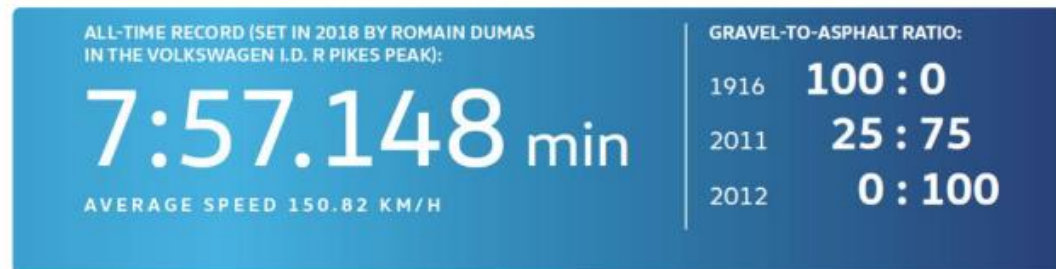 ALL-TIME RECORD (SET IN 2018 BY ROMAIN DUMAS
IN THE VOLKSWAGEN I.D. R PIKES PEAK):
7:57.148 min
AVERAGE SPEED 150.82 KM/H
GRAVEL-TO-ASPHALT RATIO:
1916 100 : 0
2011 25 : 75
2012 0 : 100